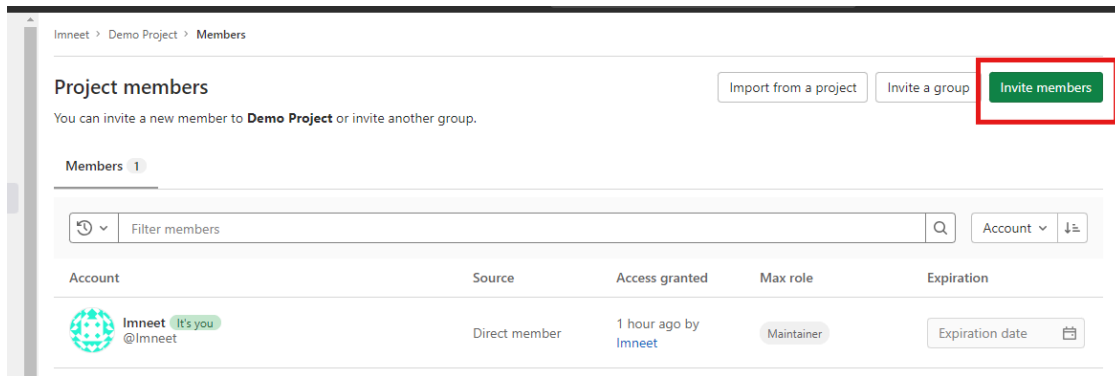 Imneet > Demo Project > Members
Project members
Import from a project
Invite a group
Invite members
You can invite a new member to Demo Project or invite another group.
Members 1
Filter members
Account
Account Source Access granted Max role Expiration
Imneet It's you
@Imneet
Direct member
1 hour ago by
Imneet
Maintainer
Expiration date